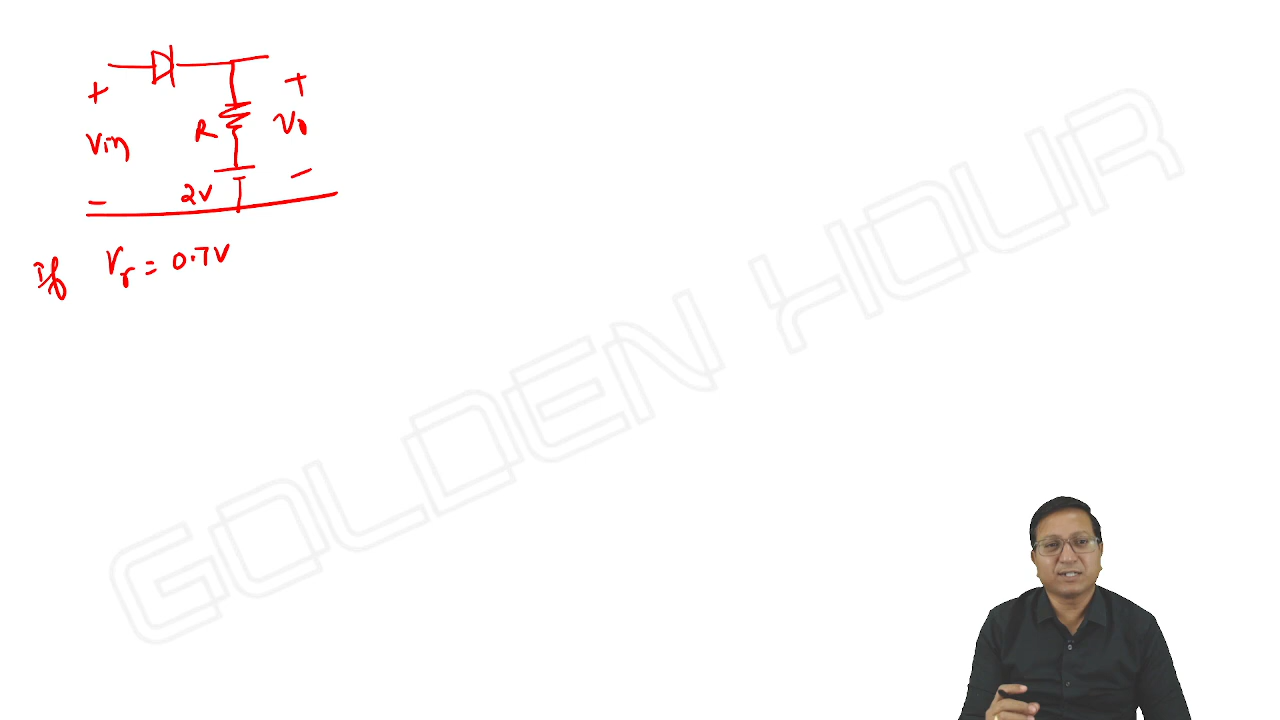 + +
Vin R V0
- 2V -
If Vr = 0.7V
GOLDEN HOUR